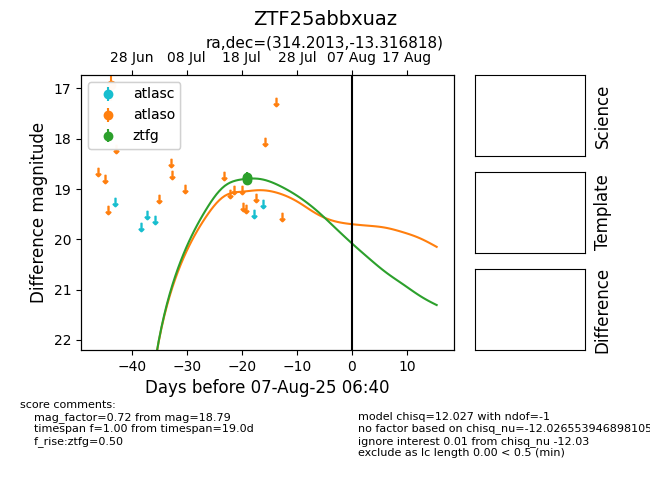 ZTF25abbxuaz
ra,dec=(314.2013,-13.316818)
28 Jun 08 Jul 18 Jul 28 Jul 07 Aug 17 Aug
atlasc
atlaso
ztfg
17
18
19
20
21
22
Difference magnitude
−40 −30 −20 −10 0 10
Days before 07-Aug-25 06:40
Science
Template
Difference
score comments:
mag_factor=0.72 from mag=18.79
timespan f=1.00 from timespan=19.0d
f_rise:ztfg=0.50
model chisq=12.027 with ndof=-1
no factor based on chisq_nu=-12.026553946898105
ignore interest 0.01 from chisq_nu -12.03
exclude as lc length 0.00 < 0.5 (min)